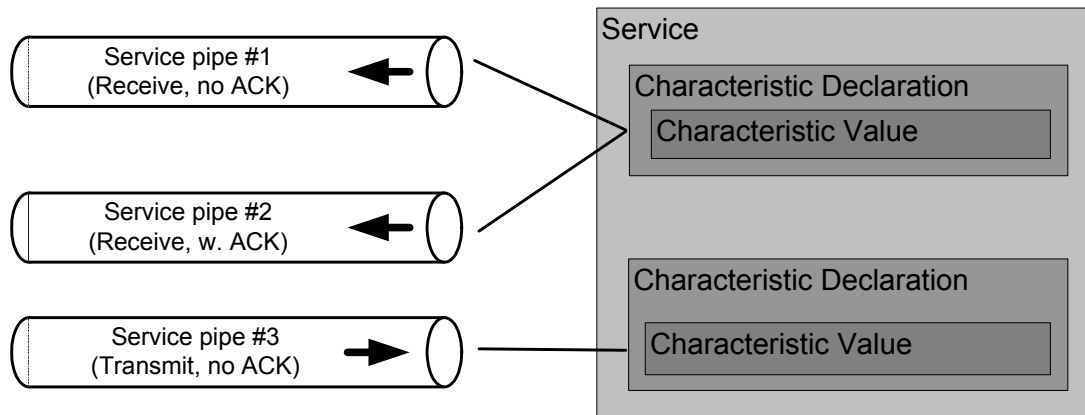 Service pipe #1
(Receive, no ACK)
Service pipe #2
(Receive, w. ACK)
Service pipe #3
(Transmit, no ACK)
Service
Characteristic Declaration
Characteristic Value
Characteristic Declaration
Characteristic Value